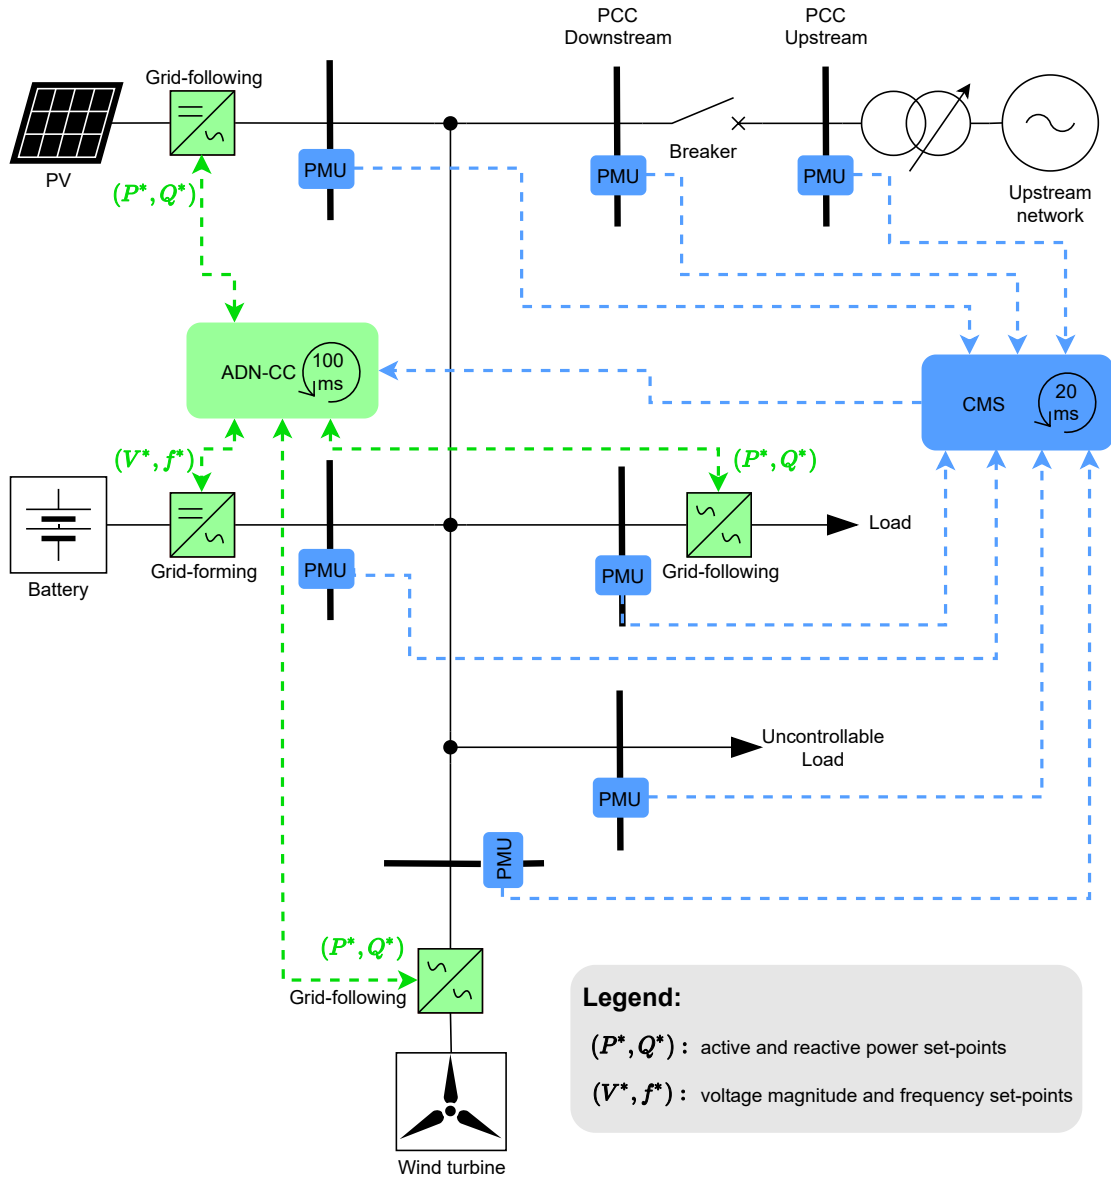 PCC
Downstream
PCC
Upstream
Grid-following
PV
PMU
(P*, Q*)
PMU
Breaker
PMU
Upstream
network
ADN-CC
100
ms
CMS
20
ms
(V*, f*)
(P*, Q*)
Battery
Grid-forming
PMU
PMU
Grid-following
Load
Uncontrollable
Load
PMU
PMU
(P*, Q*)
Grid-following
Wind turbine
Legend:
(P*, Q*) : active and reactive power set-points
(V*, f*) : voltage magnitude and frequency set-points